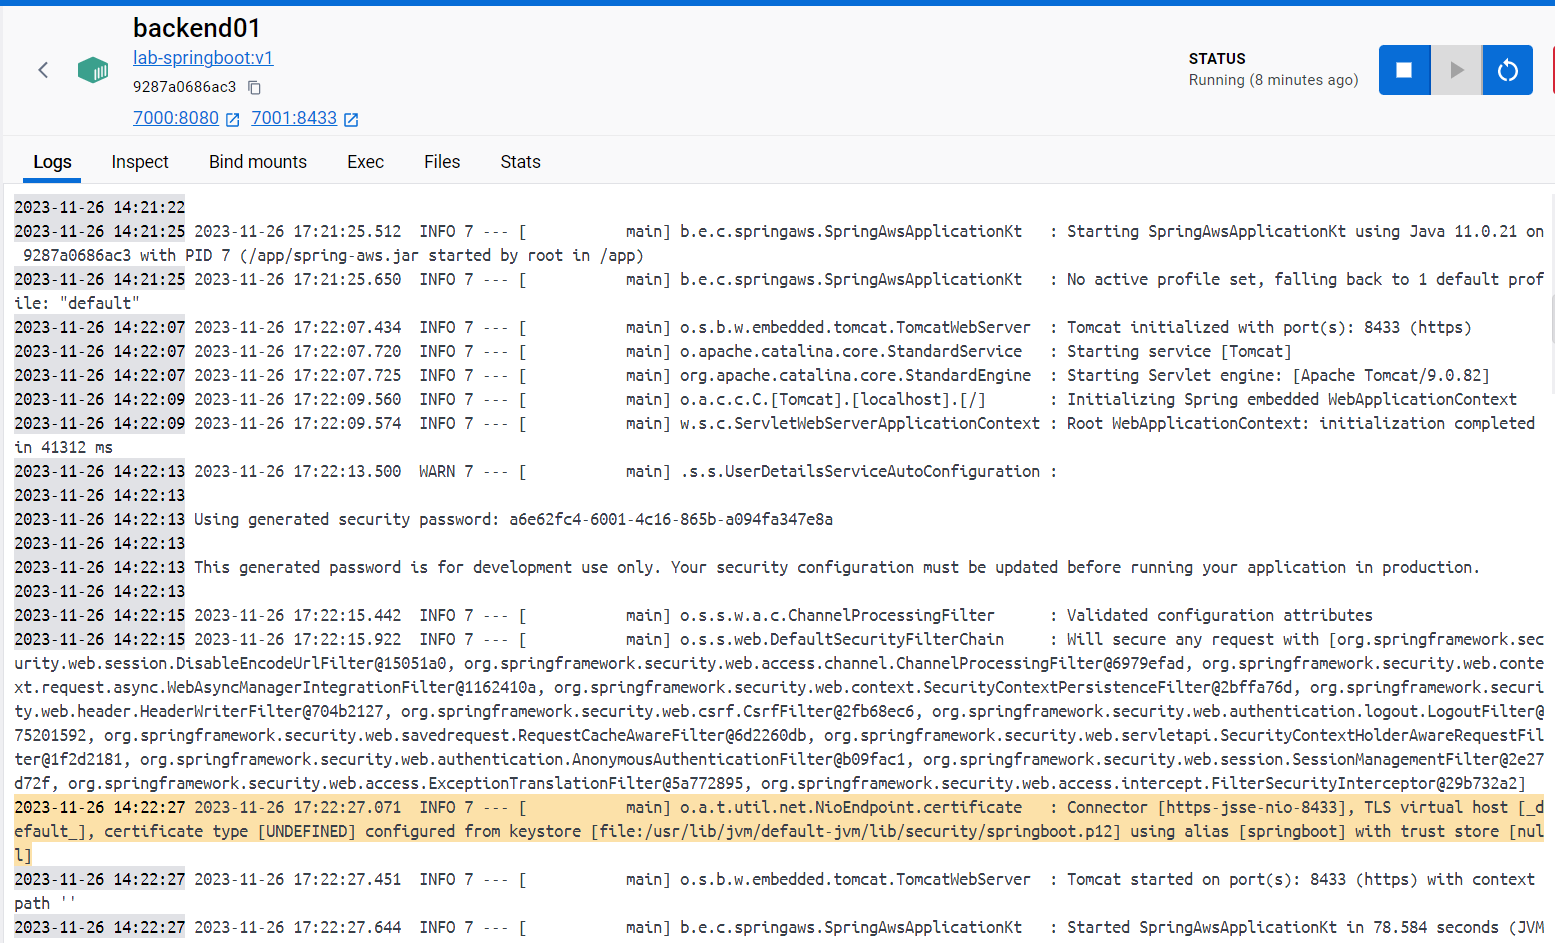 backend01
lab-springboot:v1
9287a0686ac3
7000:8080 7001:8433
STATUS
Running (8 minutes ago)
Logs Inspect Bind mounts Exec Files Stats
2023-11-26 14:21:22
2023-11-26 14:21:25 2023-11-26 17:21:25.512  INFO 7 --- [           main] b.e.c.springaws.SpringAwsApplicationKt   : Starting SpringAwsApplicationKt using Java 11.0.21 on
 9287a0686ac3 with PID 7 (/app/spring-aws.jar started by root in /app)
2023-11-26 14:21:25 2023-11-26 17:21:25.650  INFO 7 --- [           main] b.e.c.springaws.SpringAwsApplicationKt   : No active profile set, falling back to 1 default prof
ile: "default"
2023-11-26 14:22:07 2023-11-26 17:22:07.434  INFO 7 --- [           main] o.s.b.w.embedded.tomcat.TomcatWebServer  : Tomcat initialized with port(s): 8433 (https)
2023-11-26 14:22:07 2023-11-26 17:22:07.720  INFO 7 --- [           main] o.apache.catalina.core.StandardService   : Starting service [Tomcat]
2023-11-26 14:22:07 2023-11-26 17:22:07.725  INFO 7 --- [           main] org.apache.catalina.core.StandardEngine  : Starting Servlet engine: [Apache Tomcat/9.0.82]
2023-11-26 14:22:09 2023-11-26 17:22:09.560  INFO 7 --- [           main] o.a.c.c.C.[Tomcat].[localhost].[/]       : Initializing Spring embedded WebApplicationContext
2023-11-26 14:22:09 2023-11-26 17:22:09.574  INFO 7 --- [           main] w.s.c.ServletWebServerApplicationContext : Root WebApplicationContext: initialization completed
in 41312 ms
2023-11-26 14:22:13 2023-11-26 17:22:13.500  WARN 7 --- [           main] .s.s.UserDetailsServiceAutoConfiguration :
2023-11-26 14:22:13
2023-11-26 14:22:13 Using generated security password: a6e62fc4-6001-4c16-865b-a094fa347e8a
2023-11-26 14:22:13
2023-11-26 14:22:13 This generated password is for development use only. Your security configuration must be updated before running your application in production.
2023-11-26 14:22:13
2023-11-26 14:22:15 2023-11-26 17:22:15.442  INFO 7 --- [           main] o.s.s.w.a.c.ChannelProcessingFilter      : Validated configuration attributes
2023-11-26 14:22:15 2023-11-26 17:22:15.922  INFO 7 --- [           main] o.s.s.web.DefaultSecurityFilterChain     : Will secure any request with [org.springframework.sec
urity.web.session.DisableEncodeUrlFilter@15051a0, org.springframework.security.web.access.channel.ChannelProcessingFilter@6979efad, org.springframework.security.web.conte
xt.request.async.WebAsyncManagerIntegrationFilter@1162410a, org.springframework.security.web.context.SecurityContextPersistenceFilter@2bffa76d, org.springframework.securi
ty.web.header.HeaderWriterFilter@704b2127, org.springframework.security.web.csrf.CsrfFilter@2fb68ec6, org.springframework.security.web.authentication.logout.LogoutFilter@
75201592, org.springframework.security.web.savedrequest.RequestCacheAwareFilter@6d2260db, org.springframework.security.web.servletapi.SecurityContextHolderAwareRequestFil
ter@1f2d2181, org.springframework.security.web.authentication.AnonymousAuthenticationFilter@b09fac1, org.springframework.security.web.session.SessionManagementFilter@2e27
d72f, org.springframework.security.web.access.ExceptionTranslationFilter@5a772895, org.springframework.security.web.access.intercept.FilterSecurityInterceptor@29b732a2]
2023-11-26 14:22:27 2023-11-26 17:22:27.071  INFO 7 --- [           main] o.a.t.util.net.NioEndpoint.certificate   : Connector [https-jsse-nio-8433], TLS virtual host [_d
efault_], certificate type [UNDEFINED] configured from keystore [file:/usr/lib/jvm/default-jvm/lib/security/springboot.p12] using alias [springboot] with trust store [nul
l]
2023-11-26 14:22:27 2023-11-26 17:22:27.451  INFO 7 --- [           main] o.s.b.w.embedded.tomcat.TomcatWebServer  : Tomcat started on port(s): 8433 (https) with context
path ''
2023-11-26 14:22:27 2023-11-26 17:22:27.644  INFO 7 --- [           main] b.e.c.springaws.SpringAwsApplicationKt   : Started SpringAwsApplicationKt in 78.584 seconds (JVM